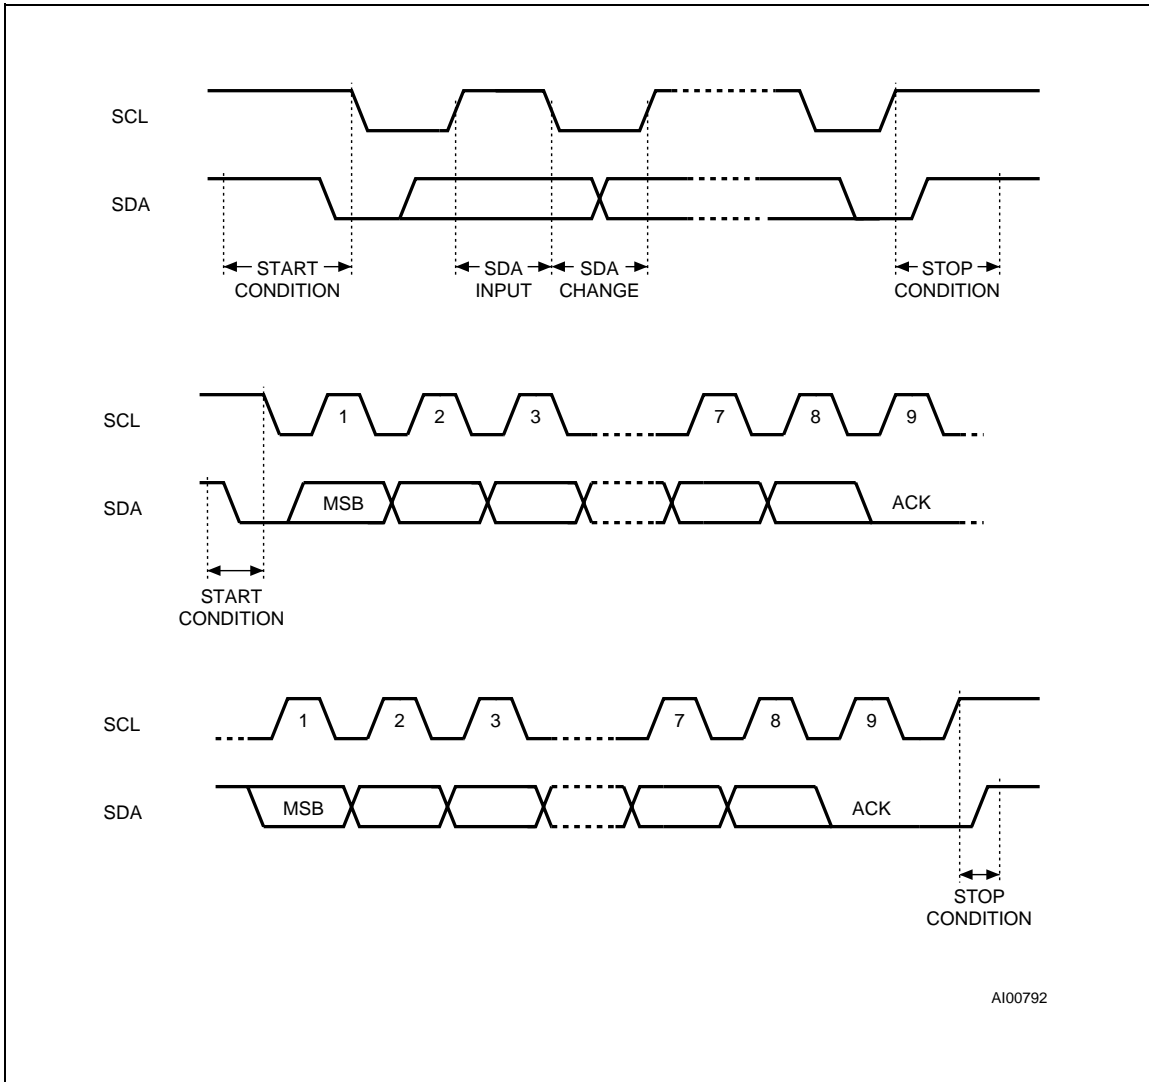 SCL
SDA
START CONDITION
SDA INPUT
SDA CHANGE
STOP CONDITION
SCL
1 2 3 7 8 9
SDA
MSB ACK
START CONDITION
SCL
1 2 3 7 8 9
SDA
MSB ACK
STOP CONDITION
AI00792